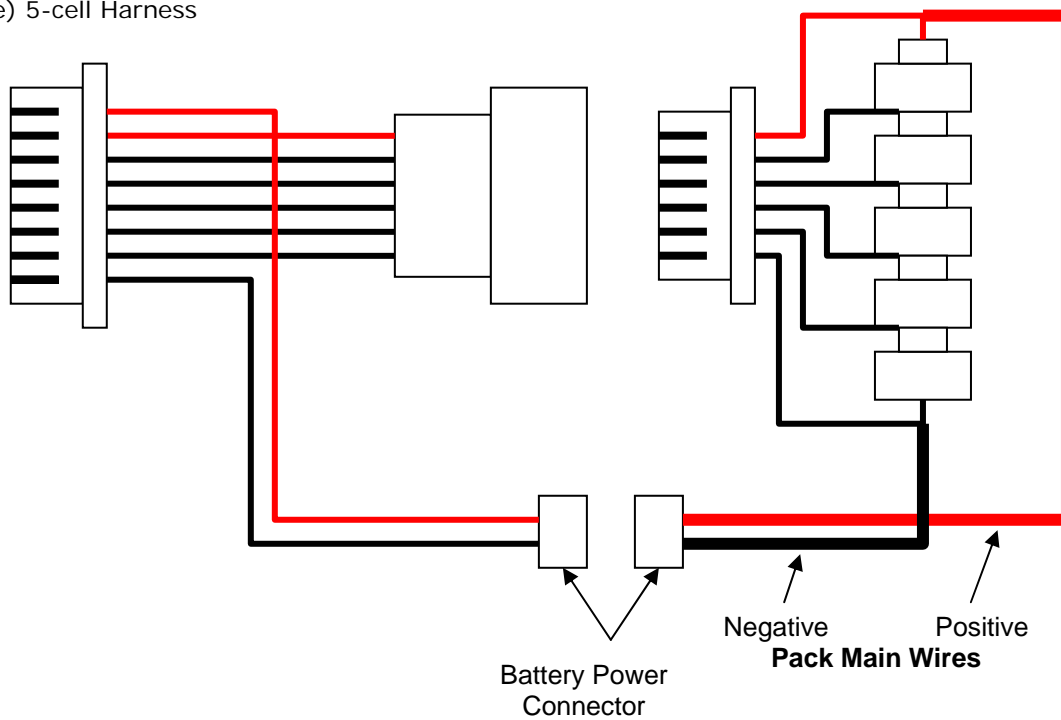 e) 5-cell Harness
Negative
Positive
Pack Main Wires
Battery Power
Connector